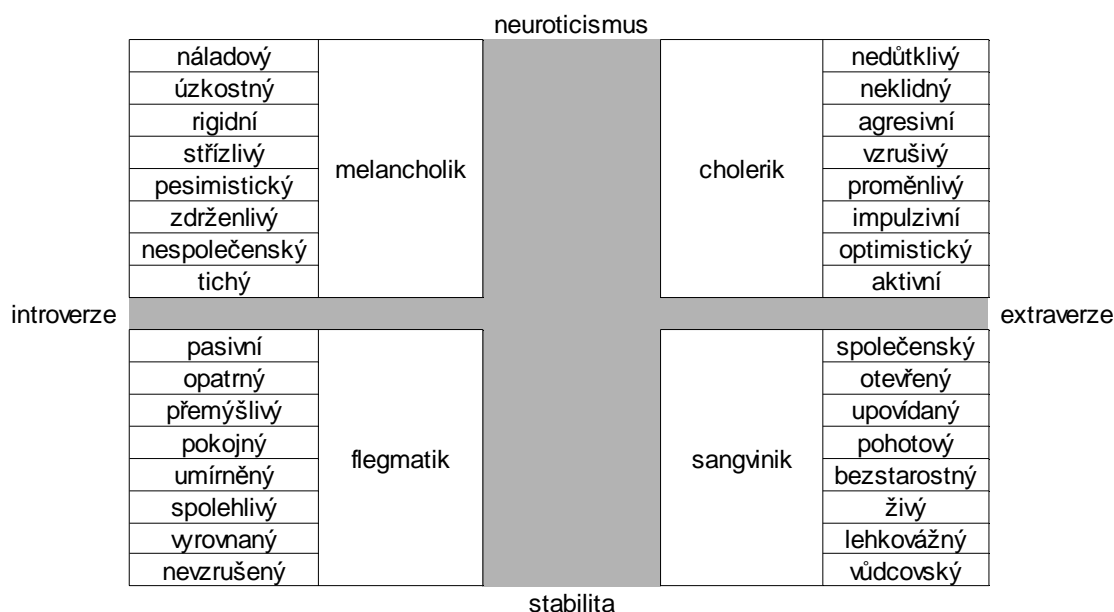 neuroticismus
náladový nedůtklivý
úzkostný neklidný
rigidní agresivní
střízlivý vzrušivý
melancholik cholerik
pesimistický proměnlivý
zdrženlivý impulzivní
nespolečenský optimistický
tichý aktivní
introverze extraverze
pasivní společenský
opatrný otevřený
přemýšlivý upovídaný
pokojný pohotový
flegmatik sangvinik
umírněný bezstarostný
spolehlivý živý
vyrovnaný lehkovážný
nevzrušený vůdcovský
stabilita